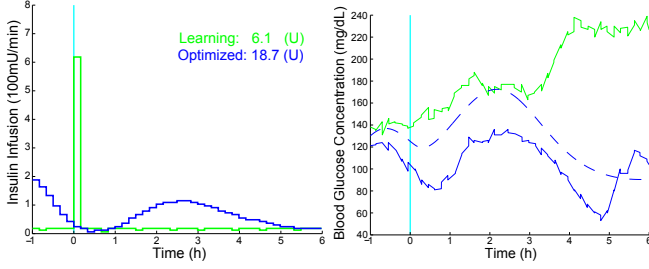 8
7
6
5
4
3
2
1
0
Insulin Infusion (100mU/min)
Learning: 6.1 (U)
Optimized: 18.7 (U)
-1 0 1 2 3 4 5 6
Time (h)
240
220
200
180
160
140
120
100
80
60
40
Blood Glucose Concentration (mg/dL)
-1 0 1 2 3 4 5 6
Time (h)